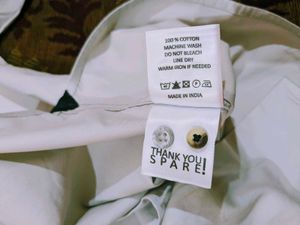 100 % COTTON
MACHINE WASH
DO NOT BLEACH
LINE DRY
WARM IRON IF NEEDED
MADE IN INDIA
THANK YOU
SPARE!